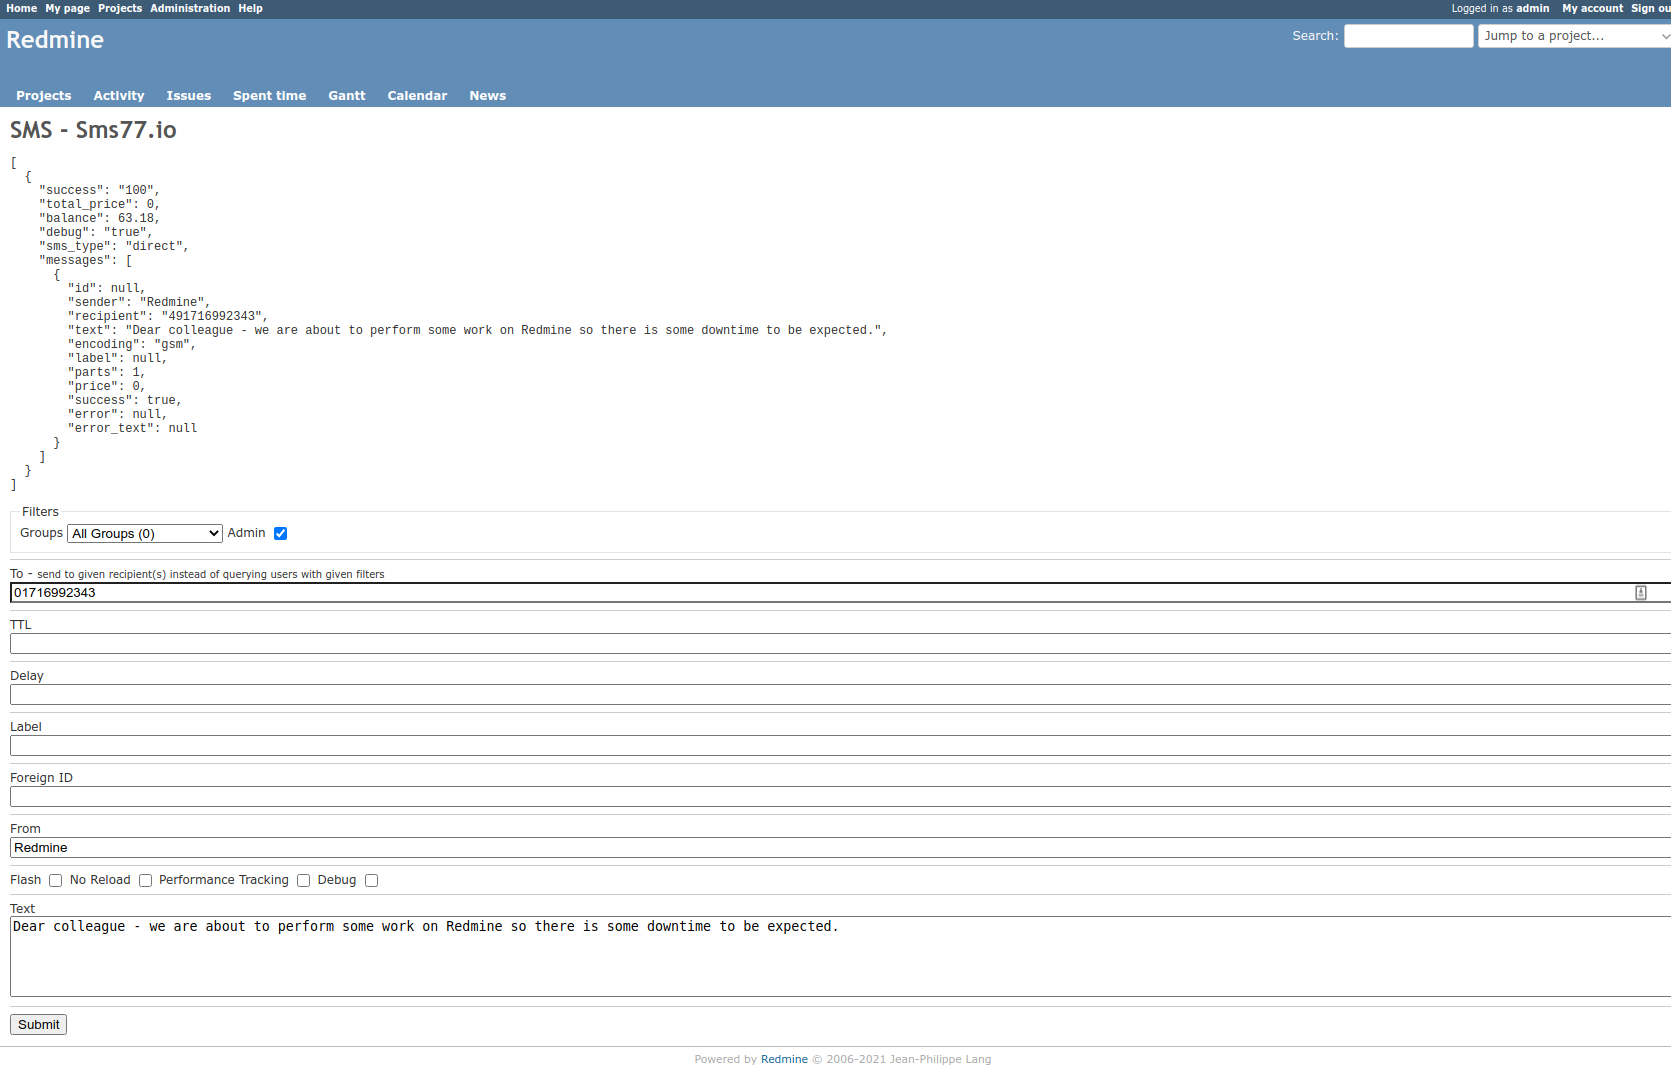 Home My page Projects Administration Help Logged in as admin My account Sign ou
Redmine Search: Jump to a project...
Projects Activity Issues Spent time Gantt Calendar News
SMS - Sms77.io
[
  {
    "success": "100",
    "total_price": 0,
    "balance": 63.18,
    "debug": "true",
    "sms_type": "direct",
    "messages": [
      {
        "id": null,
        "sender": "Redmine",
        "recipient": "491716992343",
        "text": "Dear colleague - we are about to perform some work on Redmine so there is some downtime to be expected.",
        "encoding": "gsm",
        "label": null,
        "parts": 1,
        "price": 0,
        "success": true,
        "error": null,
        "error_text": null
      }
    ]
  }
]
Filters
Groups All Groups (0) Admin
To - send to given recipient(s) instead of querying users with given filters
01716992343
TTL
Delay
Label
Foreign ID
From
Redmine
Flash No Reload Performance Tracking Debug
Text
Dear colleague - we are about to perform some work on Redmine so there is some downtime to be expected.
Submit
Powered by Redmine © 2006-2021 Jean-Philippe Lang